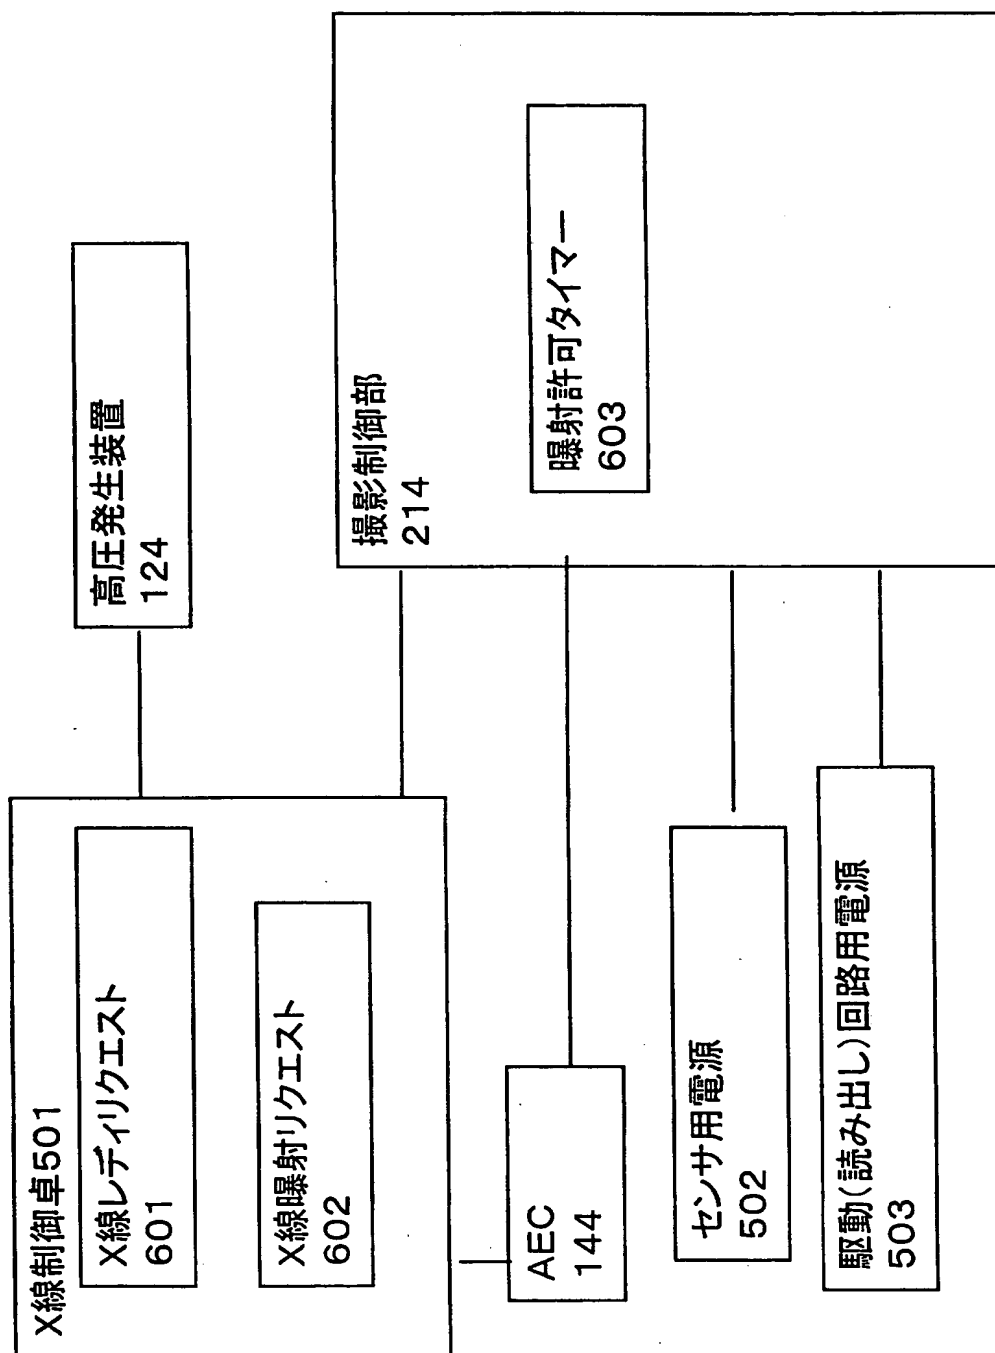 X線制御卓501
X線レディリクエスト
601
X線曝射リクエスト
602
高圧発生装置
124
AEC
144
撮影制御部
214
曝射許可タイマー
603
センサ用電源
502
駆動(読み出し)回路用電源
503